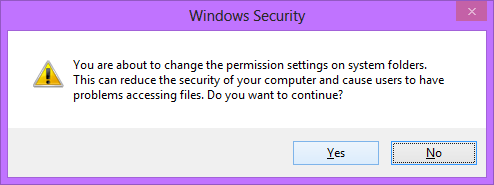 Windows Security
You are about to change the permission settings on system folders.
This can reduce the security of your computer and cause users to have
problems accessing files. Do you want to continue?
Yes
No